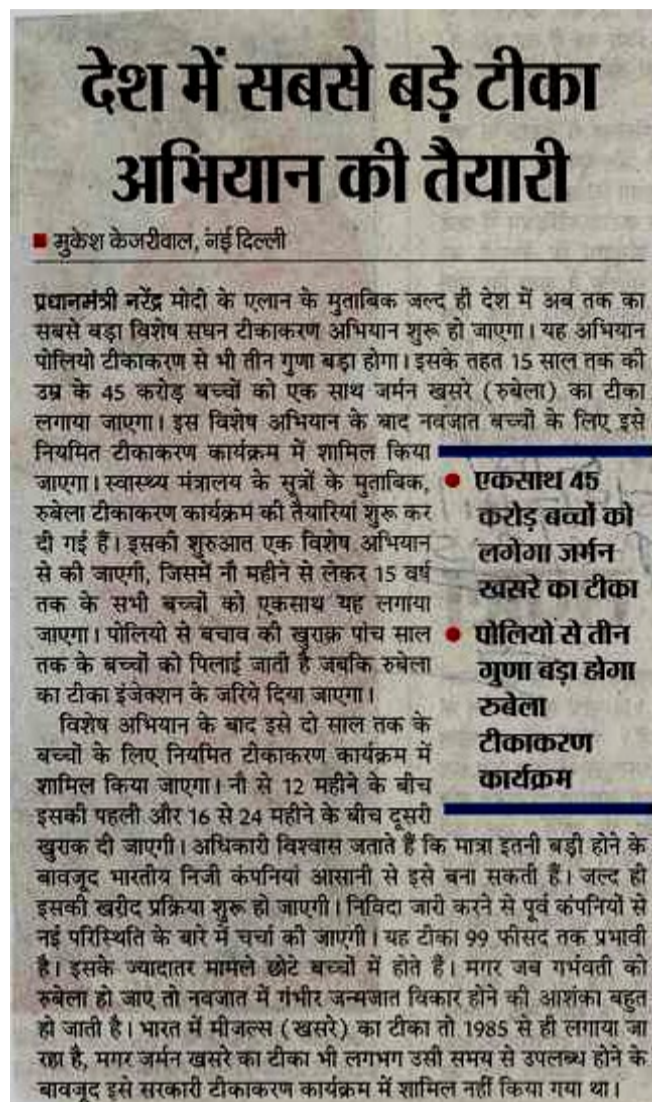 देश में सबसे बड़े टीका
अभियान की तैयारी
मुकेश केजरीवाल, नई दिल्ली
प्रधानमंत्री नरेंद्र मोदी के एलान के मुताबिक जल्द ही देश में अब तक का
सबसे बड़ा विशेष सघन टीकाकरण अभियान शुरू हो जाएगा। यह अभियान
पोलियो टीकाकरण से भी तीन गुणा बड़ा होगा। इसके तहत 15 साल तक की
उम्र के 45 करोड़ बच्चों को एक साथ जर्मन खसरे (रुबेला) का टीका
लगाया जाएगा। इस विशेष अभियान के बाद नवजात बच्चों के लिए इसे
नियमित टीकाकरण कार्यक्रम में शामिल किया
जाएगा। स्वास्थ्य मंत्रालय के सूत्रों के मुताबिक,
रुबेला टीकाकरण कार्यक्रम की तैयारियां शुरू कर
दी गई हैं। इसकी शुरुआत एक विशेष अभियान
से की जाएगी, जिसमें नौ महीने से लेकर 15 वर्ष
तक के सभी बच्चों को एकसाथ यह लगाया
जाएगा। पोलियो से बचाव की खुराक पांच साल
तक के बच्चों को पिलाई जाती है जबकि रुबेला
का टीका इंजेक्शन के जरिये दिया जाएगा।
विशेष अभियान के बाद इसे दो साल तक के
बच्चों के लिए नियमित टीकाकरण कार्यक्रम में
शामिल किया जाएगा। नौ से 12 महीने के बीच
इसकी पहली और 16 से 24 महीने के बीच दूसरी
खुराक दी जाएगी। अधिकारी विश्वास जताते हैं कि मात्रा इतनी बड़ी होने के
बावजूद भारतीय निजी कंपनियां आसानी से इसे बना सकती हैं। जल्द ही
इसकी खरीद प्रक्रिया शुरू हो जाएगी। निविदा जारी करने से पूर्व कंपनियों से
नई परिस्थिति के बारे में चर्चा की जाएगी। यह टीका 99 फीसद तक प्रभावी
है। इसके ज्यादातर मामले छोटे बच्चों में होते हैं। मगर जब गर्भवती को
रुबेला हो जाए तो नवजात में गंभीर जन्मजात विकार होने की आशंका बहुत
हो जाती है। भारत में मीजल्स (खसरे) का टीका तो 1985 से ही लगाया जा
रहा है, मगर जर्मन खसरे का टीका भी लगभग उसी समय से उपलब्ध होने के
बावजूद इसे सरकारी टीकाकरण कार्यक्रम में शामिल नहीं किया गया था।
एकसाथ 45
करोड़ बच्चों को
लगेगा जर्मन
खसरे का टीका
पोलियो से तीन
गुणा बड़ा होगा
रुबेला
टीकाकरण
कार्यक्रम